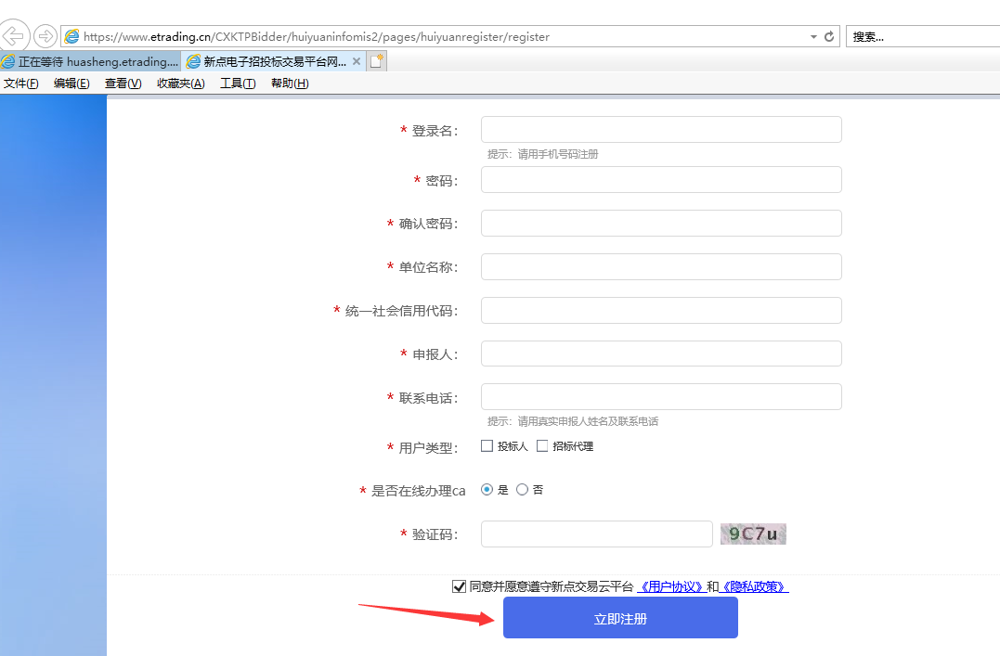 https://www.etrading.cn/CXKTPBidder/huiyuaninfomis2/pages/huiyuanregister/register
搜索...
正在等待 huasheng.etrading....
新点电子招投标交易平台网...
文件(F) 编辑(E) 查看(V) 收藏夹(A) 工具(T) 帮助(H)
* 登录名：
提示：请用手机号码注册
* 密码：
* 确认密码：
* 单位名称：
* 统一社会信用代码：
* 申报人：
* 联系电话：
提示：请用真实申报人姓名及联系电话
* 用户类型： 投标人 招标代理
* 是否在线办理ca 是 否
* 验证码： 9C7u
同意并愿意遵守新点交易云平台 《用户协议》和《隐私政策》
立即注册